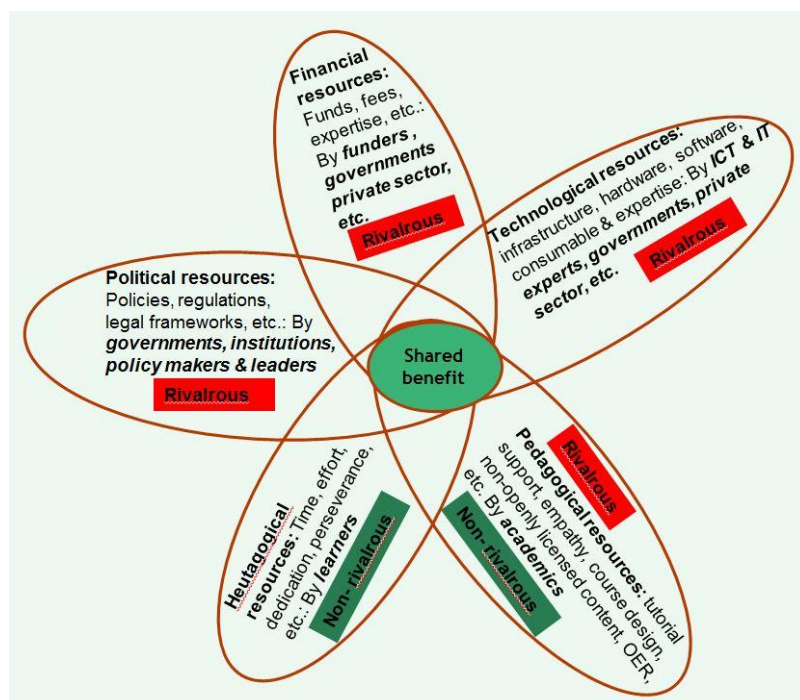 Financial
resources:
Funds, fees,
expertise, etc.:
By funders ,
governments
private sector,
etc.
Rivalrous
Technological resources:
infrastructure, hardware, software,
consumable & expertise: By ICT & IT
experts, governments, private
sector, etc.
Rivalrous
Political resources:
Policies, regulations,
legal frameworks, etc.: By
governments, institutions,
policy makers & leaders
Rivalrous
Shared
benefit
Heutagogical
resources: Time, effort,
dedication, perseverance,
etc.: By learners
Non- rivalrous
Rivalrous
Pedagogical resources: tutorial
support, empathy, course design,
non-openly licensed content, OER,
etc. By academics
Non- rivalrous